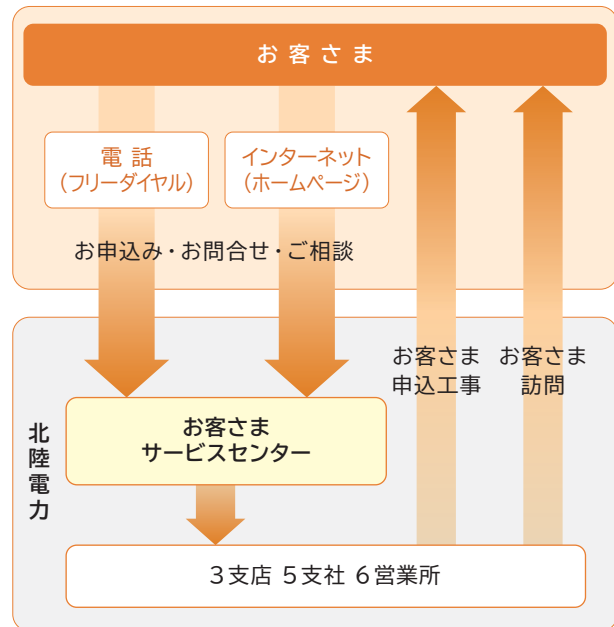 お客さま
電話
(フリーダイヤル)
インターネット
(ホームページ)
お申込み・お問合せ・ご相談
お客さま
申込工事
お客さま
訪問
北陸電力
お客さま
サービスセンター
3支店 5支社 6営業所